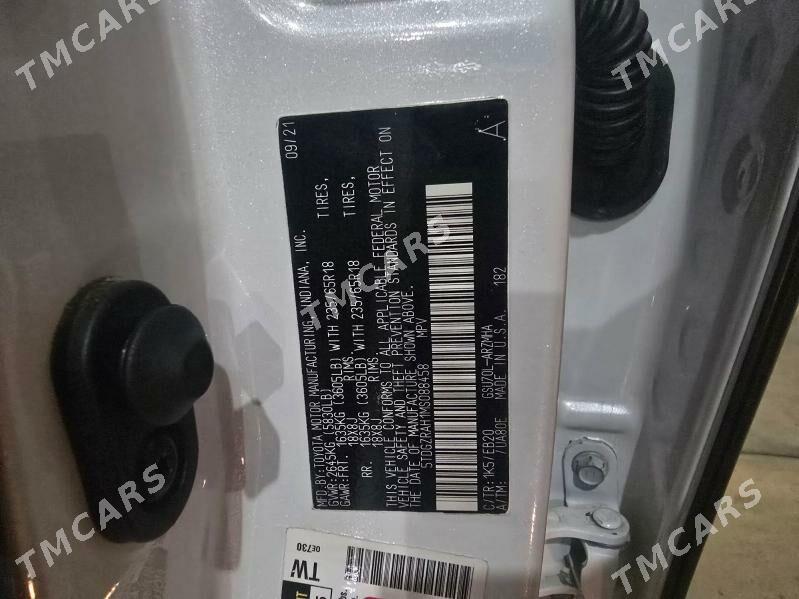 MFD.BY:TOYOTA MOTOR MANUFACTURING, INDIANA, INC. 09/21
GVWR:2645KG (5830LB)
GAWR:FRT. 1635KG (3605LB) WITH 235/65R18 TIRES,
18X8J RIMS.
RR. 1635KG (3605LB) WITH 235/65R18 TIRES,
18X8J RIMS.
THIS VEHICLE CONFORMS TO ALL APPLICABLE FEDERAL MOTOR
VEHICLE SAFETY AND THEFT PREVENTION STANDARDS IN EFFECT ON
THE DATE OF MANUFACTURE SHOWN ABOVE.
MPV
C/TR:1K5/EB20 GSU70L-ARZMHA
A/TM: /UA80E MADE IN U.S.A. 182
A
TW
0E730
TMCARS
TMCARS
TMCARS
TMCARS
TMCARS
TMCARS
TMCARS